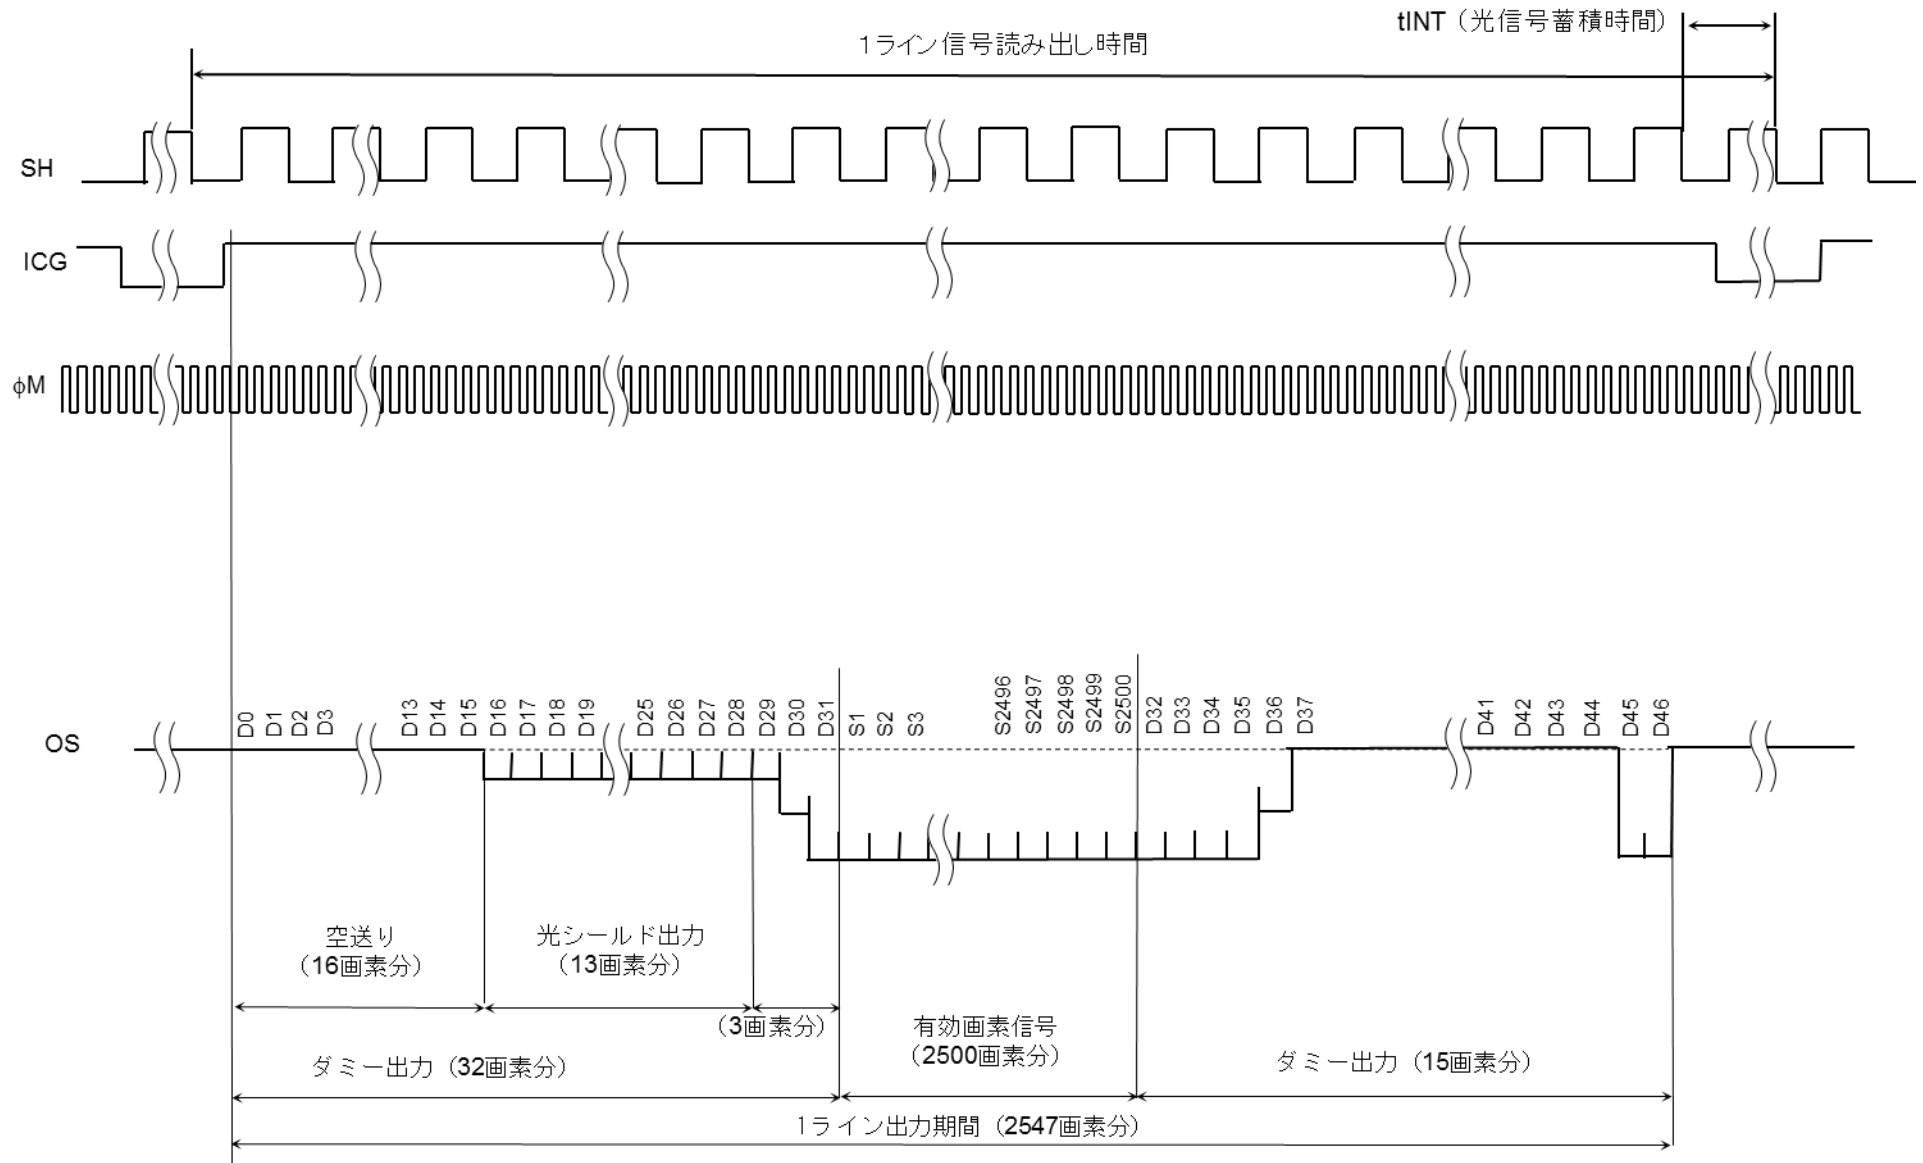 tINT（光信号蓄積時間）
1ライン信号読み出し時間
SH
ICG
φM
OS
D0
D1
D2
D3
D13
D14
D15
D16
D17
D18
D19
D25
D26
D27
D28
D29
D30
D31
S1
S2
S3
S2496
S2497
S2498
S2499
S2500
D32
D33
D34
D35
D36
D37
D41
D42
D43
D44
D45
D46
空送り
（16画素分）
光シールド出力
（13画素分）
（3画素分）
有効画素信号
（2500画素分）
ダミー出力（32画素分）
ダミー出力（15画素分）
1ライン出力期間（2547画素分）